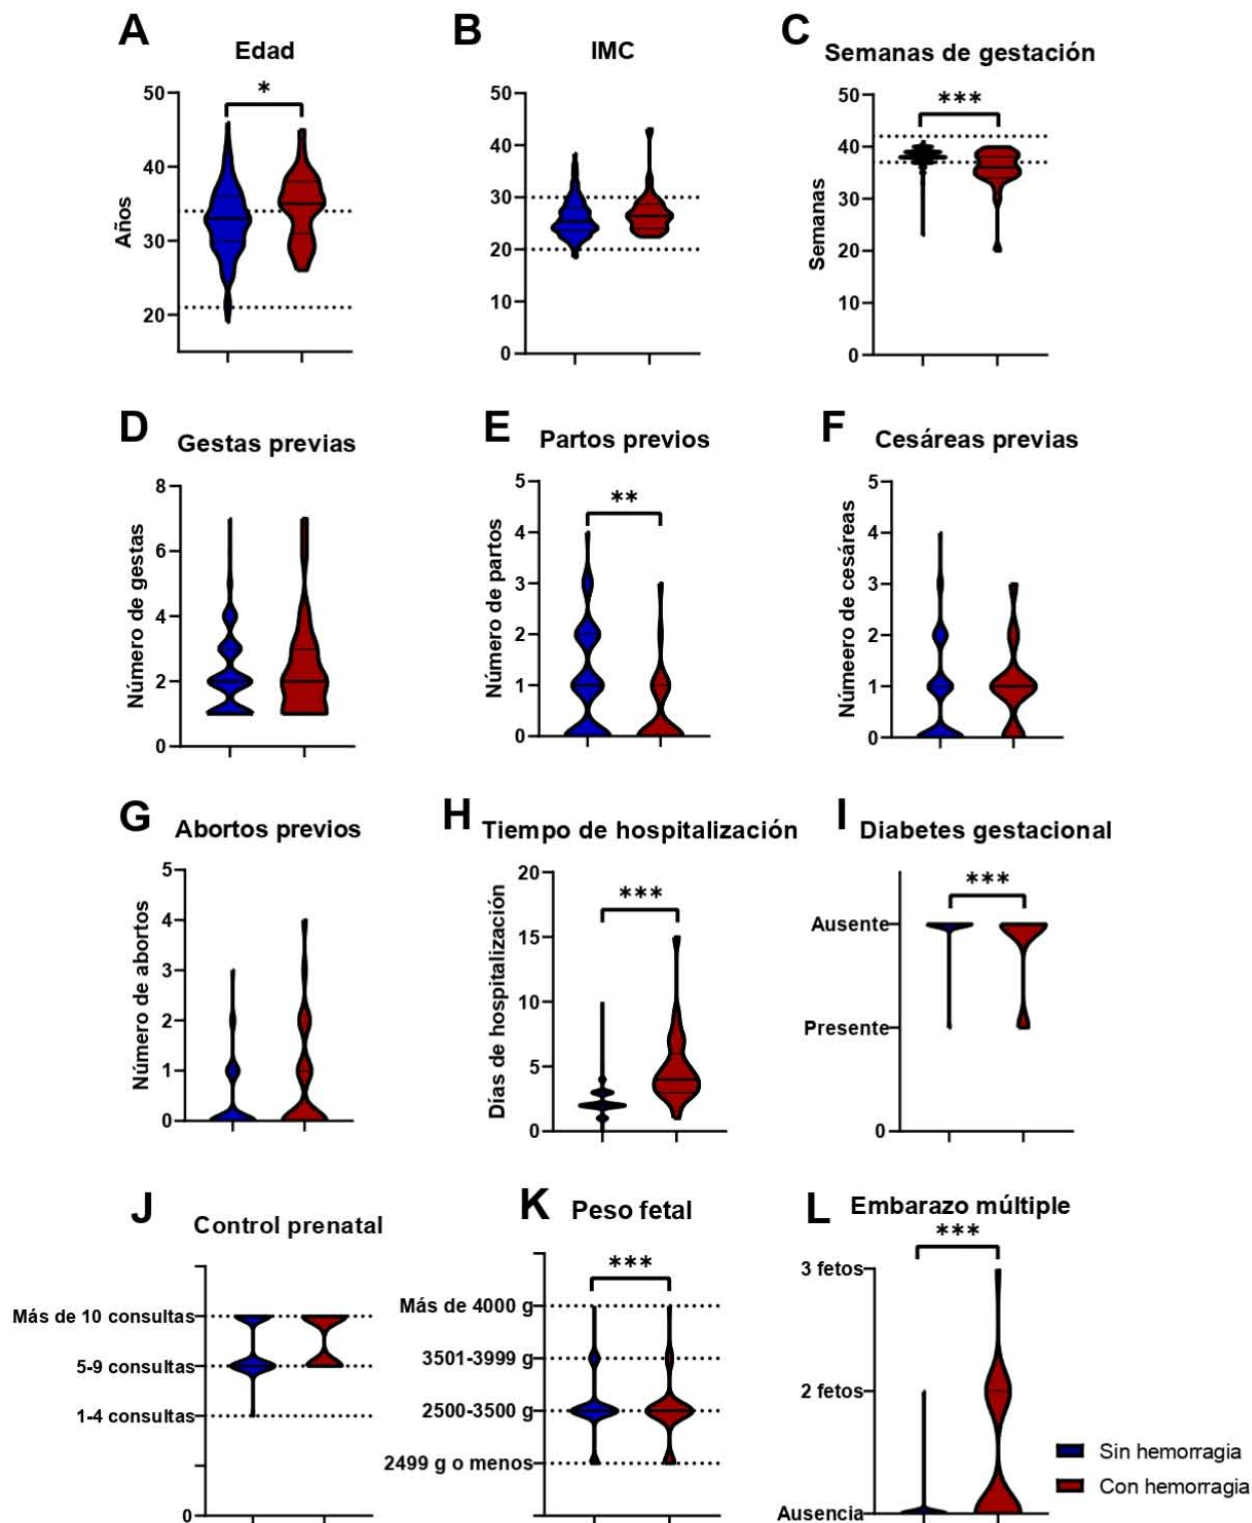 A
Edad
*
50
40
30
20
Años
B
IMC
50
40
30
20
10
0
C
Semanas de gestación
***
50
40
30
20
10
0
Semanas
D
Gestas previas
8
6
4
2
0
Número de gestas
E
Partos previos
**
5
4
3
2
1
0
Número de partos
F
Cesáreas previas
5
4
3
2
1
0
Númeero de cesáreas
G
Abortos previos
5
4
3
2
1
0
Número de abortos
H
Tiempo de hospitalización
***
20
15
10
5
0
Días de hospitalización
I
Diabetes gestacional
***
Ausente
Presente
0
J
Control prenatal
Más de 10 consultas
5-9 consultas
1-4 consultas
0
K
Peso fetal
***
Más de 4000 g
3501-3999 g
2500-3500 g
2499 g o menos
L
Embarazo múltiple
***
3 fetos
2 fetos
Ausencia
Sin hemorragia
Con hemorragia